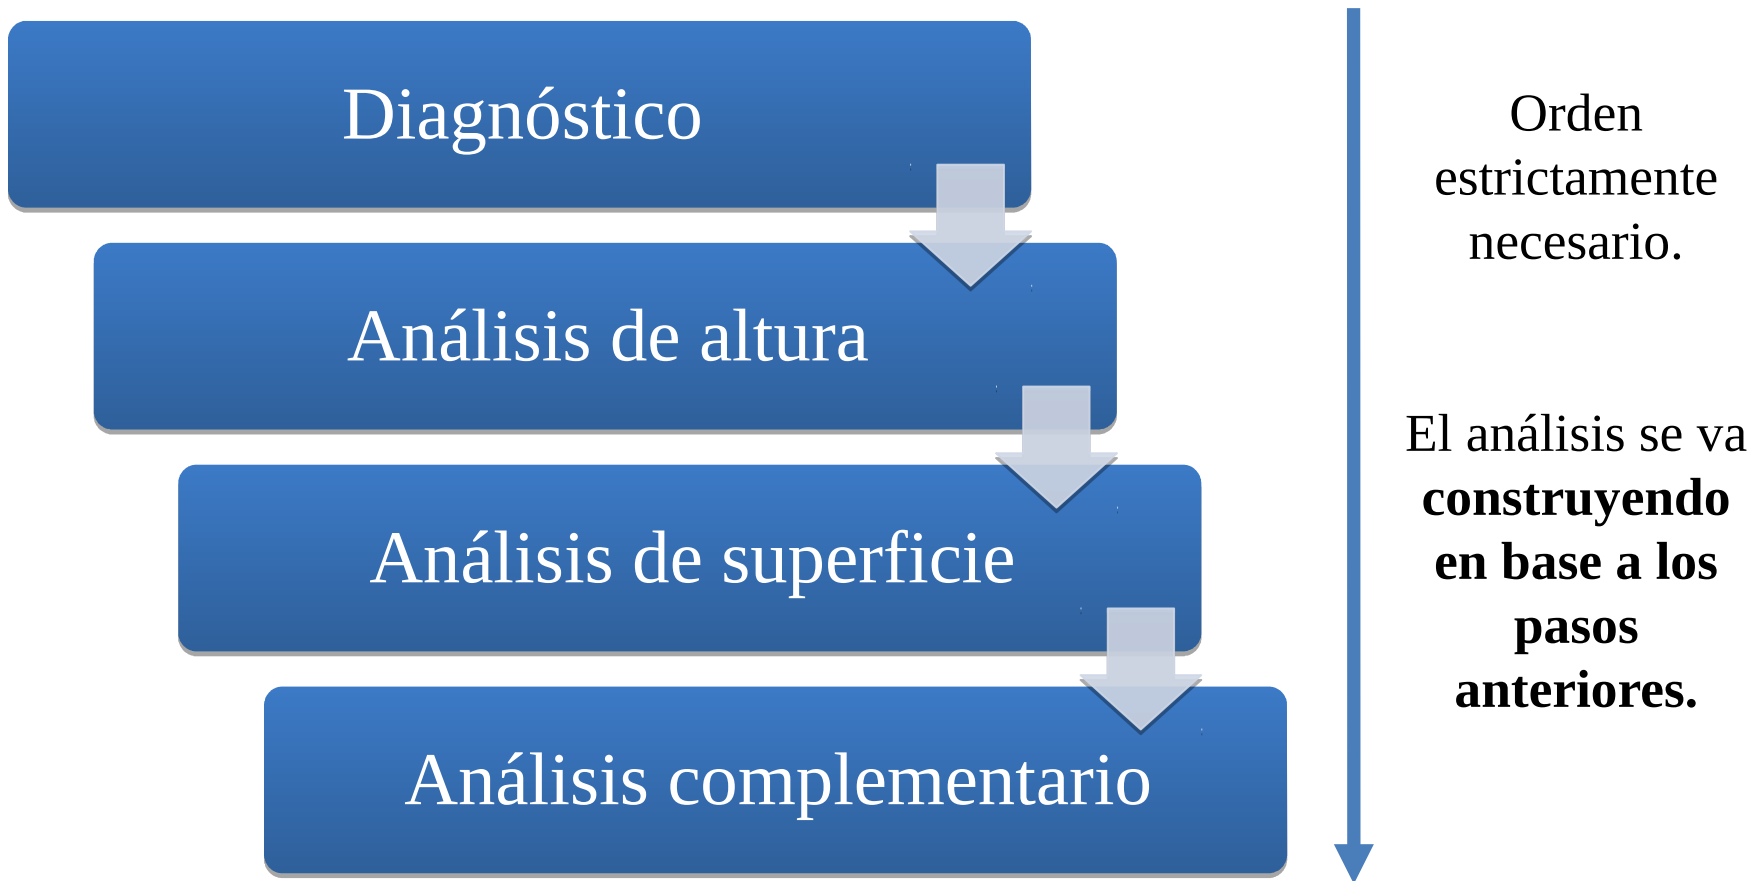 Diagnóstico
Análisis de altura
Análisis de superficie
Análisis complementario
Orden
estrictamente
necesario.
El análisis se va
construyendo
en base a los
pasos
anteriores.